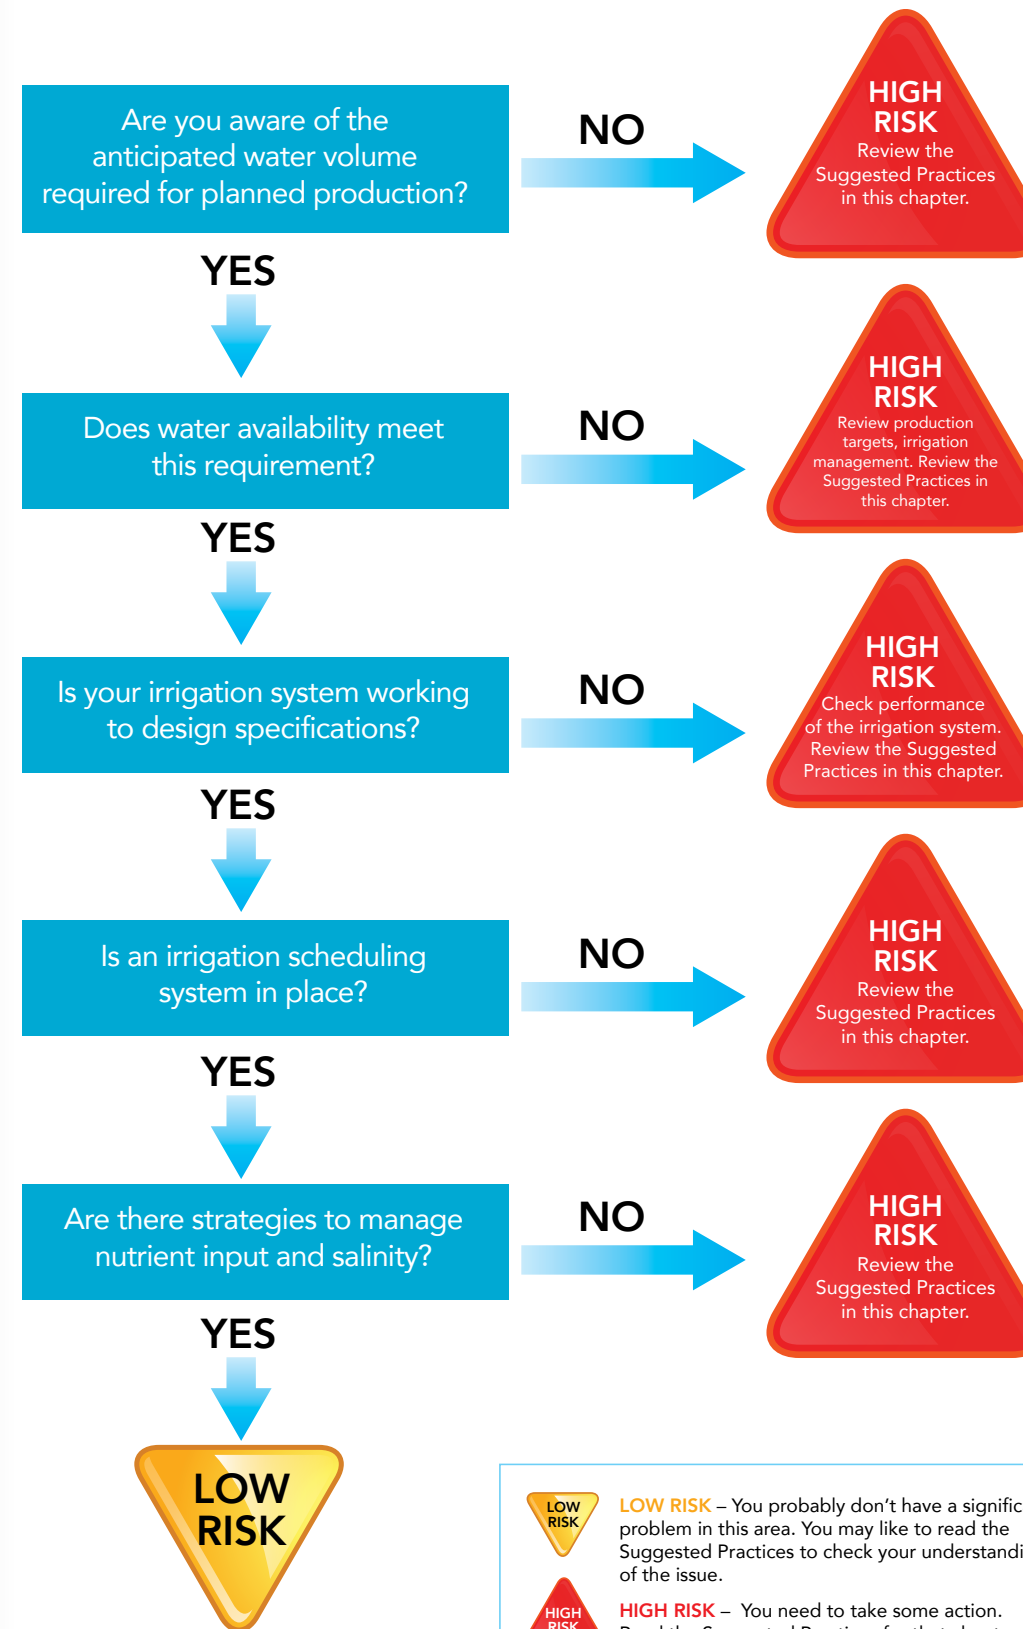 Are you aware of the
anticipated water volume
required for planned production?
NO
HIGH
RISK
Review the
Suggested Practices
in this chapter.
YES
Does water availability meet
this requirement?
NO
HIGH
RISK
Review production
targets, irrigation
management. Review the
Suggested Practices in
this chapter.
YES
Is your irrigation system working
to design specifications?
NO
HIGH
RISK
Check performance
of the irrigation system.
Review the Suggested
Practices in this chapter.
YES
Is an irrigation scheduling
system in place?
NO
HIGH
RISK
Review the
Suggested Practices
in this chapter.
YES
Are there strategies to manage
nutrient input and salinity?
NO
HIGH
RISK
Review the
Suggested Practices
in this chapter.
YES
LOW
RISK
LOW
RISK
LOW RISK – You probably don't have a signific
problem in this area. You may like to read the
Suggested Practices to check your understandi
of the issue.
HIGH
RISK
HIGH RISK – You need to take some action.